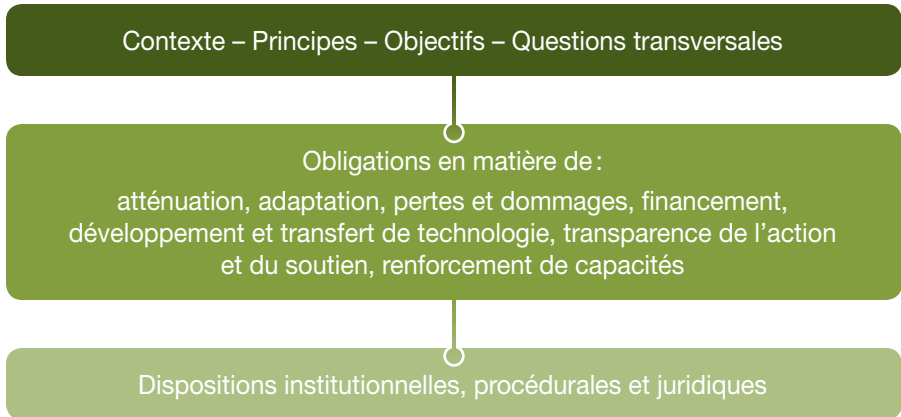 Contexte – Principes – Objectifs – Questions transversales
Obligations en matière de :
atténuation, adaptation, pertes et dommages, financement,
développement et transfert de technologie, transparence de l’action
et du soutien, renforcement de capacités
Dispositions institutionnelles, procédurales et juridiques